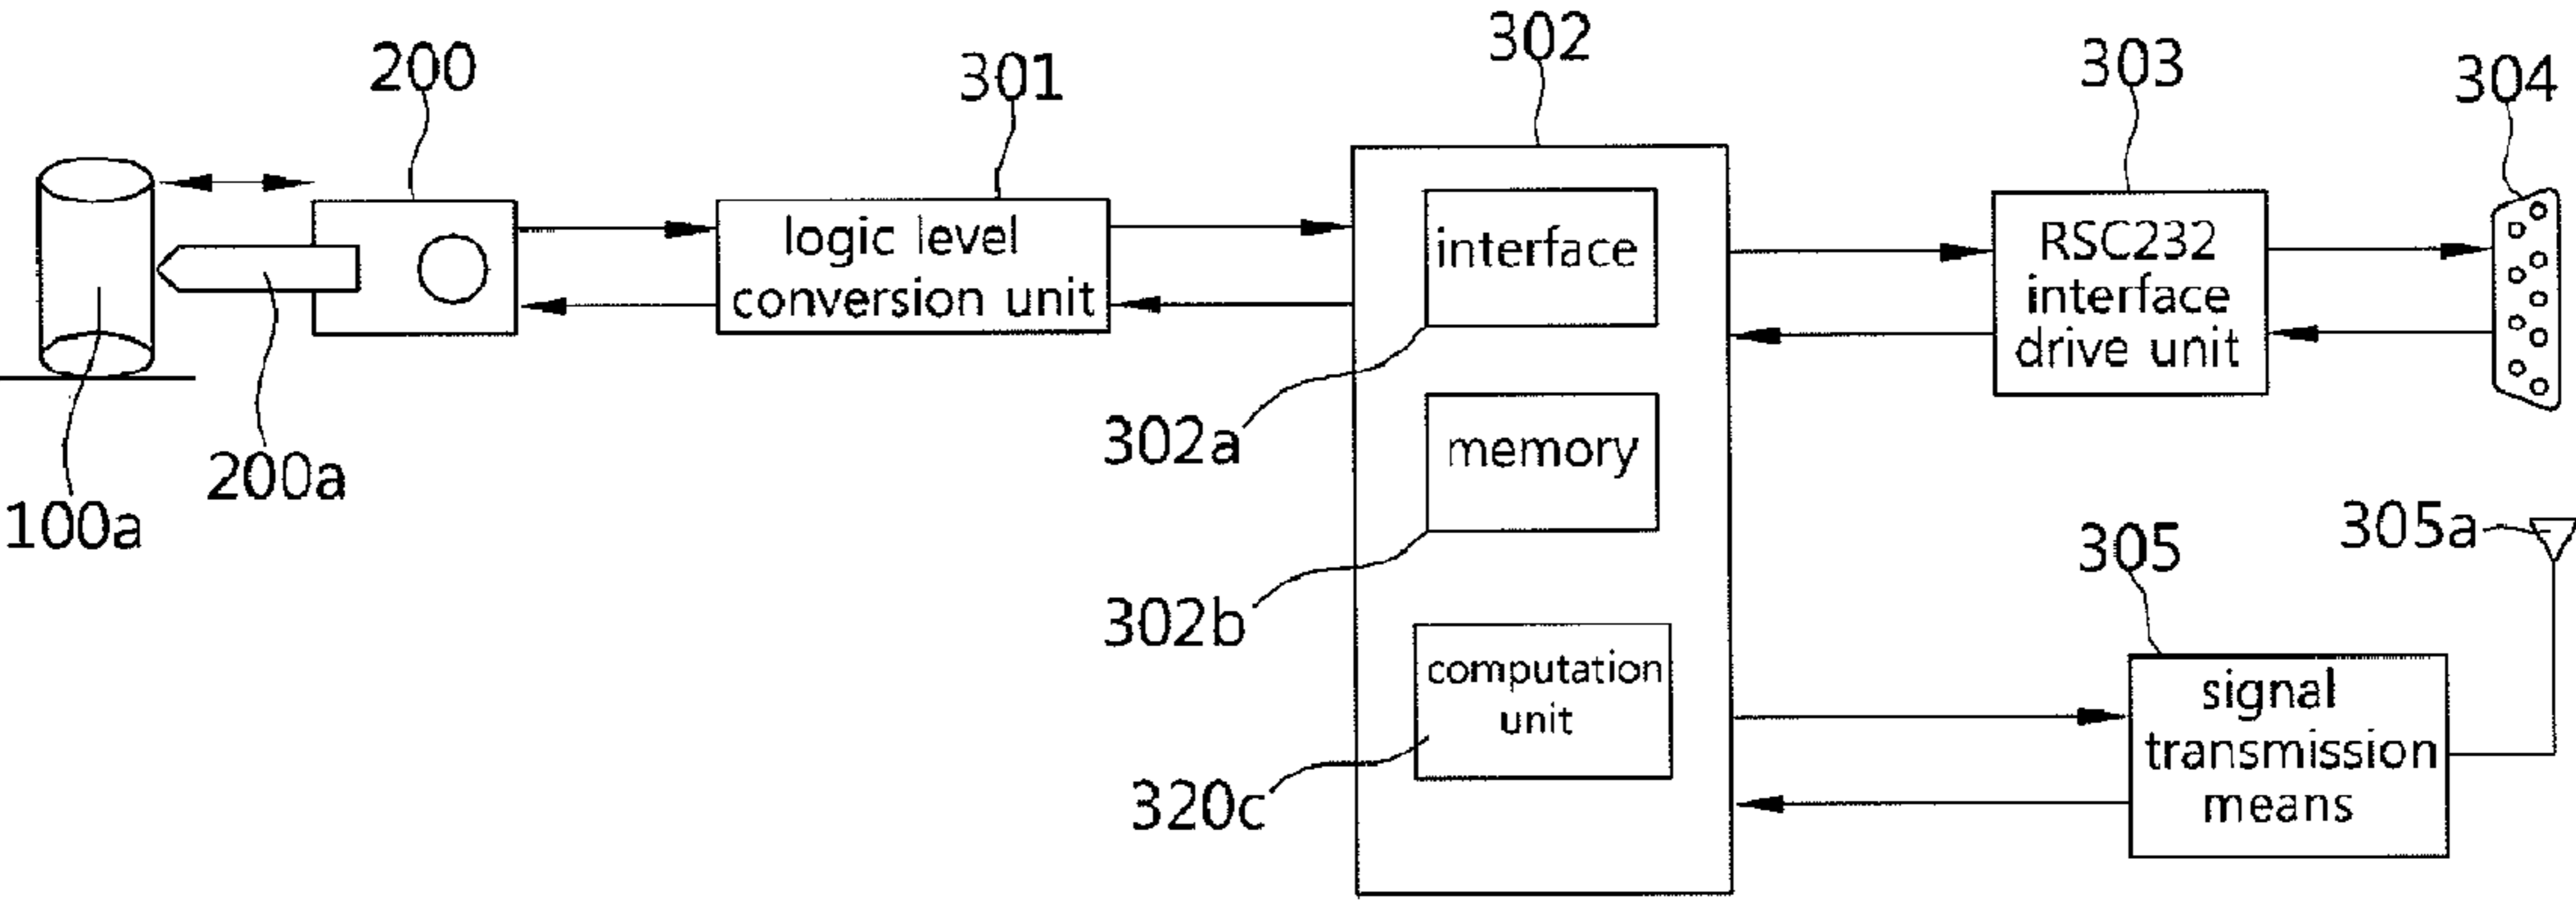 200
301
302
303
304
logic level
conversion unit
interface
RSC232
interface
drive unit
302a
memory
200a
100a
302b
305
305a
computation
unit
320c
signal
transmission
means